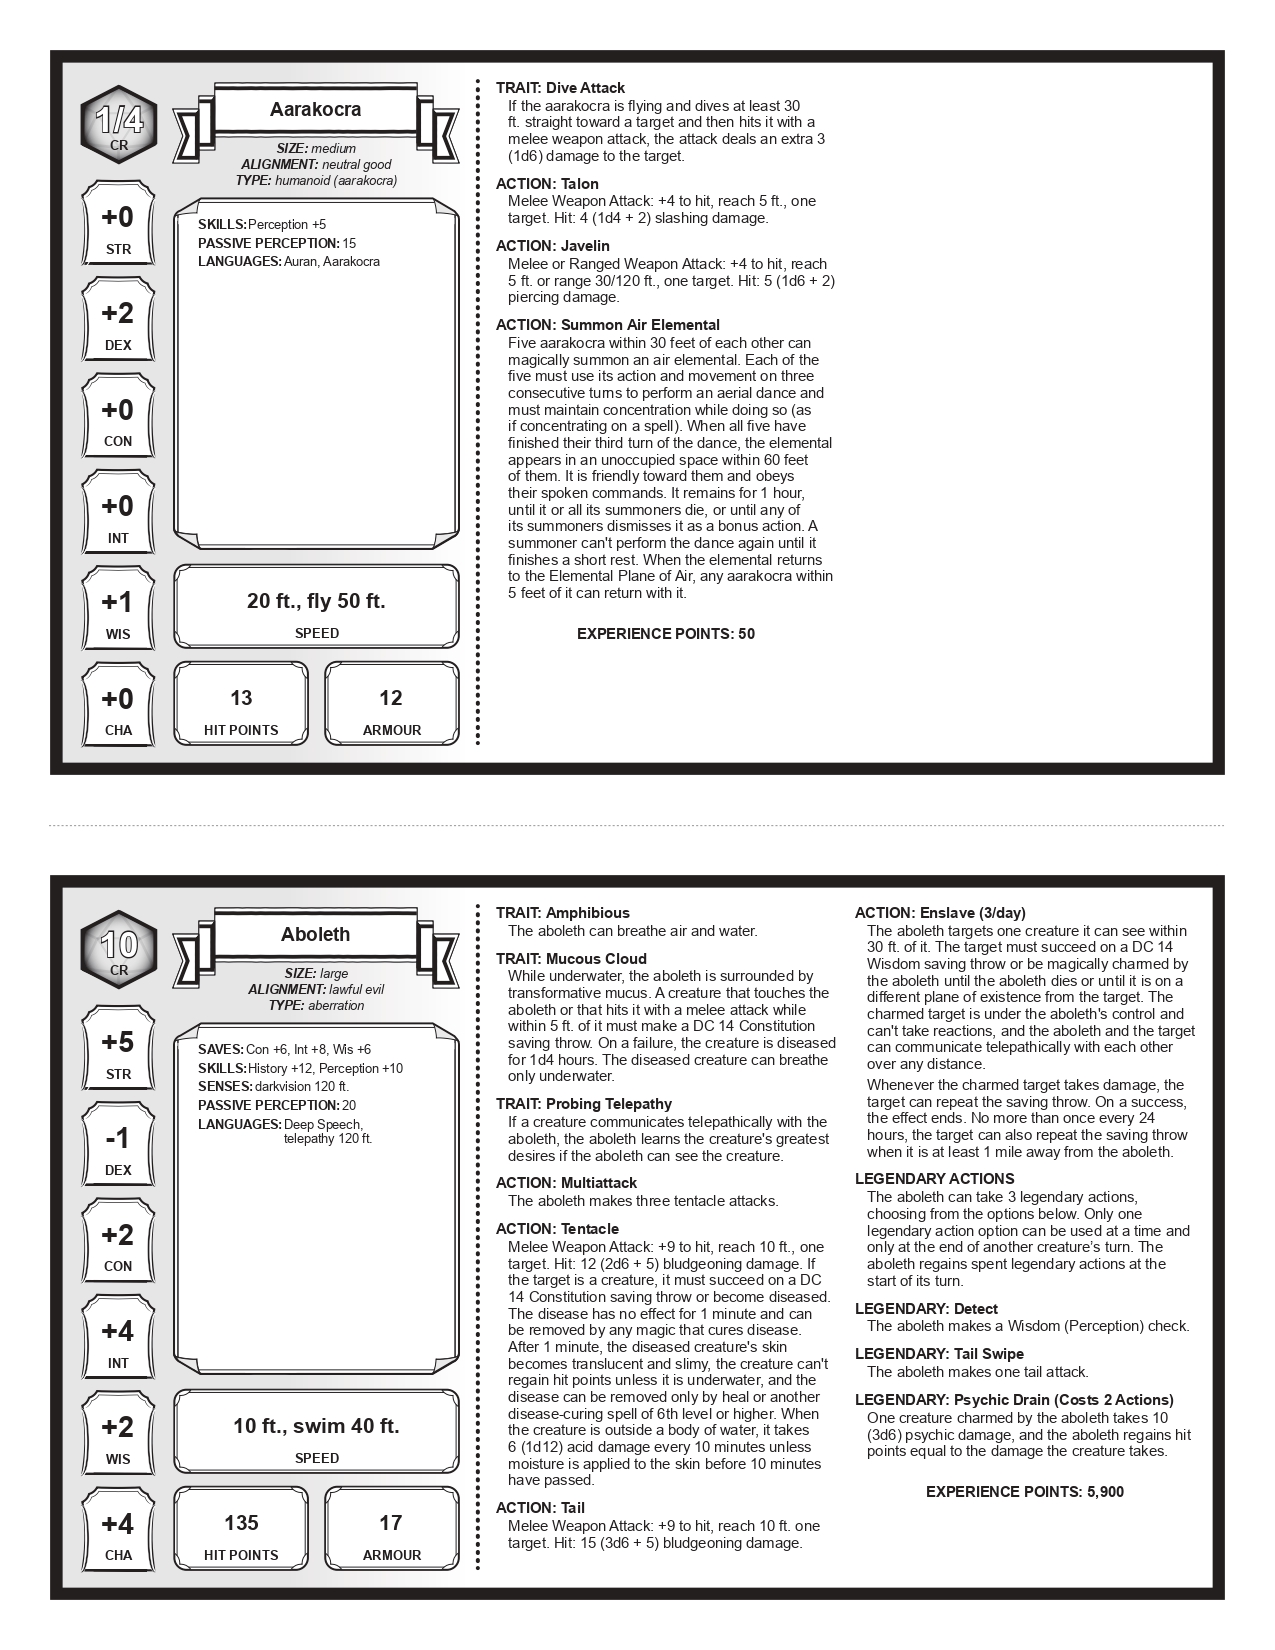 1/4
CR
Aarakocra
SIZE: medium
ALIGNMENT: neutral good
TYPE: humanoid (aarakocra)
+0
STR
+2
DEX
+0
CON
+0
INT
+1
WIS
+0
CHA
SKILLS: Perception +5
PASSIVE PERCEPTION: 15
LANGUAGES: Auran, Aarakocra
20 ft., fly 50 ft.
SPEED
13
HIT POINTS
12
ARMOUR
TRAIT: Dive Attack
If the aarakocra is flying and dives at least 30
ft. straight toward a target and then hits it with a
melee weapon attack, the attack deals an extra 3
(1d6) damage to the target.
ACTION: Talon
Melee Weapon Attack: +4 to hit, reach 5 ft., one
target. Hit: 4 (1d4 + 2) slashing damage.
ACTION: Javelin
Melee or Ranged Weapon Attack: +4 to hit, reach
5 ft. or range 30/120 ft., one target. Hit: 5 (1d6 + 2)
piercing damage.
ACTION: Summon Air Elemental
Five aarakocra within 30 feet of each other can
magically summon an air elemental. Each of the
five must use its action and movement on three
consecutive turns to perform an aerial dance and
must maintain concentration while doing so (as
if concentrating on a spell). When all five have
finished their third turn of the dance, the elemental
appears in an unoccupied space within 60 feet
of them. It is friendly toward them and obeys
their spoken commands. It remains for 1 hour,
until it or all its summoners die, or until any of
its summoners dismisses it as a bonus action. A
summoner can't perform the dance again until it
finishes a short rest. When the elemental returns
to the Elemental Plane of Air, any aarakocra within
5 feet of it can return with it.
EXPERIENCE POINTS: 50
10
CR
Aboleth
SIZE: large
ALIGNMENT: lawful evil
TYPE: aberration
+5
STR
-1
DEX
+2
CON
+4
INT
+2
WIS
+4
CHA
SAVES: Con +6, Int +8, Wis +6
SKILLS: History +12, Perception +10
SENSES: darkvision 120 ft.
PASSIVE PERCEPTION: 20
LANGUAGES: Deep Speech,
telepathy 120 ft.
10 ft., swim 40 ft.
SPEED
135
HIT POINTS
17
ARMOUR
TRAIT: Amphibious
The aboleth can breathe air and water.
TRAIT: Mucous Cloud
While underwater, the aboleth is surrounded by
transformative mucus. A creature that touches the
aboleth or that hits it with a melee attack while
within 5 ft. of it must make a DC 14 Constitution
saving throw. On a failure, the creature is diseased
for 1d4 hours. The diseased creature can breathe
only underwater.
TRAIT: Probing Telepathy
If a creature communicates telepathically with the
aboleth, the aboleth learns the creature's greatest
desires if the aboleth can see the creature.
ACTION: Multiattack
The aboleth makes three tentacle attacks.
ACTION: Tentacle
Melee Weapon Attack: +9 to hit, reach 10 ft., one
target. Hit: 12 (2d6 + 5) bludgeoning damage. If
the target is a creature, it must succeed on a DC
14 Constitution saving throw or become diseased.
The disease has no effect for 1 minute and can
be removed by any magic that cures disease.
After 1 minute, the diseased creature's skin
becomes translucent and slimy, the creature can't
regain hit points unless it is underwater, and the
disease can be removed only by heal or another
disease-curing spell of 6th level or higher. When
the creature is outside a body of water, it takes
6 (1d12) acid damage every 10 minutes unless
moisture is applied to the skin before 10 minutes
have passed.
ACTION: Tail
Melee Weapon Attack: +9 to hit, reach 10 ft. one
target. Hit: 15 (3d6 + 5) bludgeoning damage.
ACTION: Enslave (3/day)
The aboleth targets one creature it can see within
30 ft. of it. The target must succeed on a DC 14
Wisdom saving throw or be magically charmed by
the aboleth until the aboleth dies or until it is on a
different plane of existence from the target. The
charmed target is under the aboleth's control and
can't take reactions, and the aboleth and the target
can communicate telepathically with each other
over any distance.
Whenever the charmed target takes damage, the
target can repeat the saving throw. On a success,
the effect ends. No more than once every 24
hours, the target can also repeat the saving throw
when it is at least 1 mile away from the aboleth.
LEGENDARY ACTIONS
The aboleth can take 3 legendary actions,
choosing from the options below. Only one
legendary action option can be used at a time and
only at the end of another creature’s turn. The
aboleth regains spent legendary actions at the
start of its turn.
LEGENDARY: Detect
The aboleth makes a Wisdom (Perception) check.
LEGENDARY: Tail Swipe
The aboleth makes one tail attack.
LEGENDARY: Psychic Drain (Costs 2 Actions)
One creature charmed by the aboleth takes 10
(3d6) psychic damage, and the aboleth regains hit
points equal to the damage the creature takes.
EXPERIENCE POINTS: 5,900